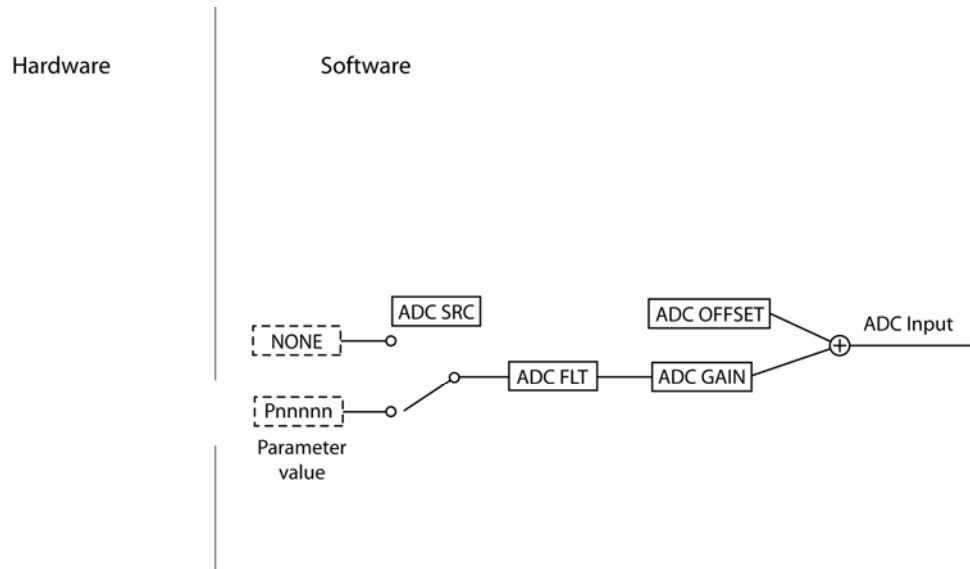 Hardware
Software
ADC SRC
NONE
ADC OFFSET
ADC Input
ADC FLT
ADC GAIN
Pnnnnn
Parameter
value